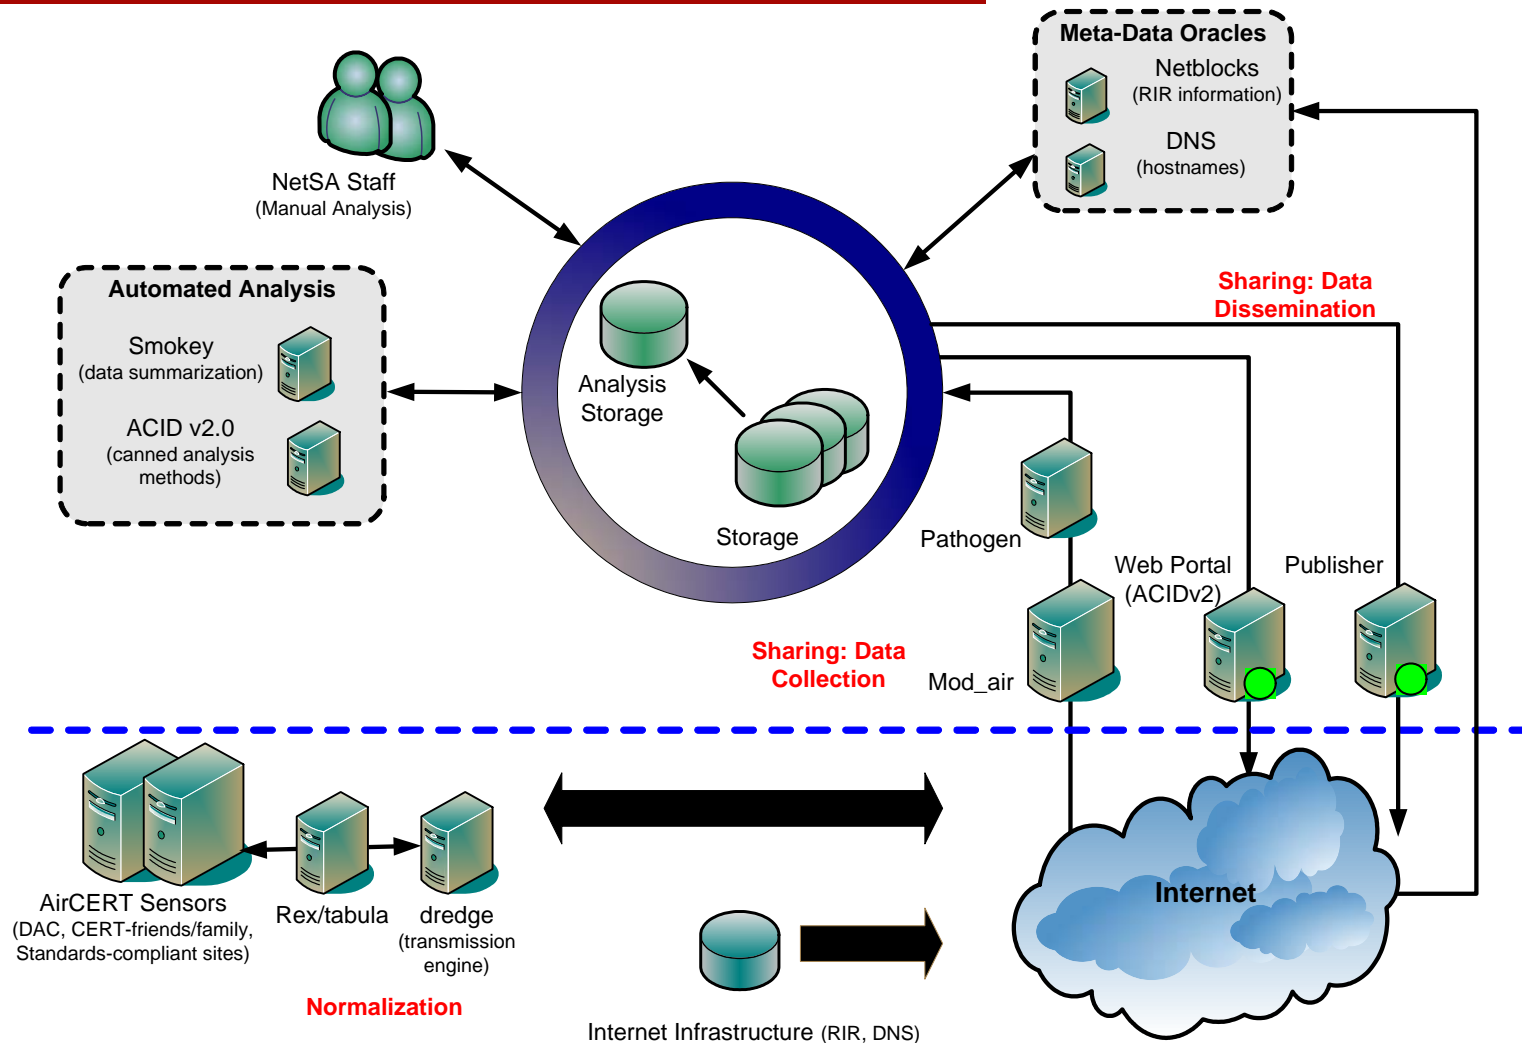 Meta-Data Oracles
Netblocks
(RIR information)
DNS
(hostnames)
NetSA Staff
(Manual Analysis)
Automated Analysis
Smokey
(data summarization)
ACID v2.0
(canned analysis
methods)
Analysis
Storage
Storage
Sharing: Data
Dissemination
Pathogen
Web Portal
(ACIDv2)
Publisher
Sharing: Data
Collection
Mod_air
AirCERT Sensors
(DAC, CERT-friends/family,
Standards-compliant sites)
Rex/tabula
dredge
(transmission
engine)
Normalization
Internet
Internet Infrastructure (RIR, DNS)